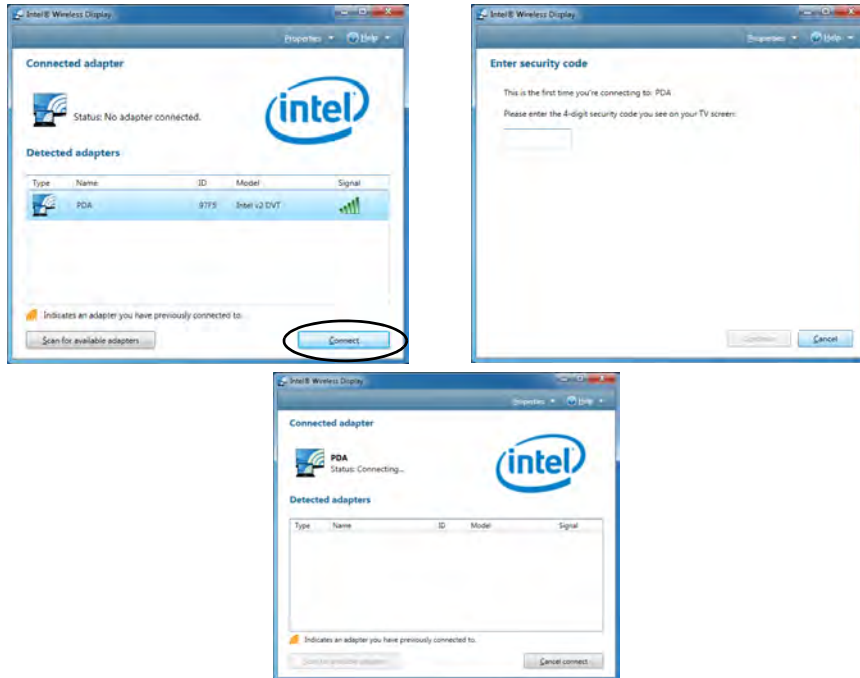 Intel® Wireless Display
Properties Help
Connected adapter
Status: No adapter connected.
intel
Detected adapters
Type Name ID Model Signal
PDA 97F5 Intel v2 DVT
Indicates an adapter you have previously connected to.
Scan for available adapters Connect
Intel® Wireless Display
Properties Help
Enter security code
This is the first time you're connecting to: PDA
Please enter the 4-digit security code you see on your TV screen:
Continue Cancel
Intel® Wireless Display
Properties Help
Connected adapter
PDA
Status: Connecting...
intel
Detected adapters
Type Name ID Model Signal
Indicates an adapter you have previously connected to.
Scan for available adapters Cancel connect